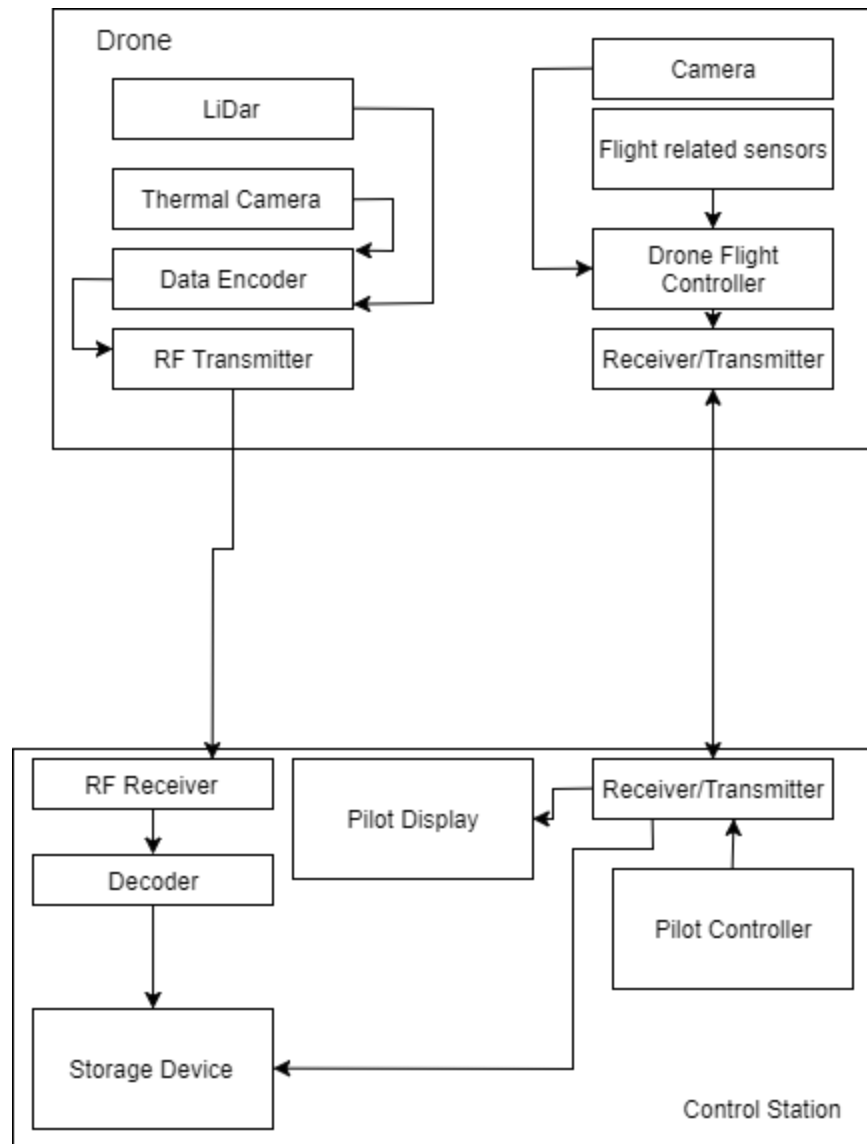 Drone
LiDar
Thermal Camera
Data Encoder
RF Transmitter
Camera
Flight related sensors
Drone Flight
Controller
Receiver/Transmitter
RF Receiver
Decoder
Storage Device
Pilot Display
Receiver/Transmitter
Pilot Controller
Control Station